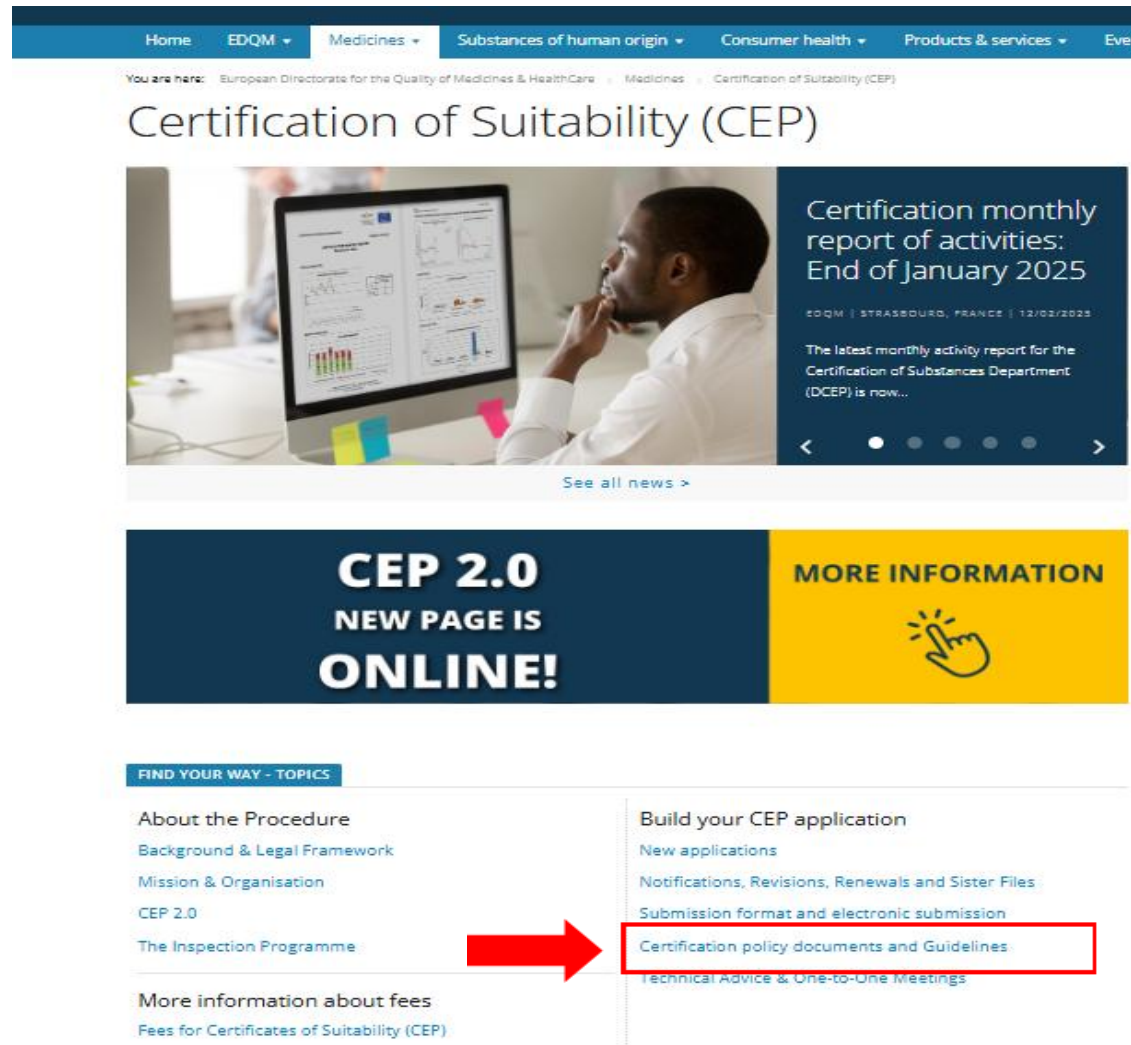 Home EDQM Medicines Substances of human origin Consumer health Products & services Eve
You are here: European Directorate for the Quality of Medicines & HealthCare Medicines Certification of Suitability (CEP)
Certification of Suitability (CEP)
Certification monthly
report of activities:
End of January 2025
EDQM | STRASBOURG, FRANCE | 12/02/2025
The latest monthly activity report for the
Certification of Substances Department
(DCEP) is now...
See all news >
CEP 2.0
NEW PAGE IS
ONLINE!
MORE INFORMATION
FIND YOUR WAY - TOPICS
About the Procedure
Background & Legal Framework
Mission & Organisation
CEP 2.0
The Inspection Programme
More information about fees
Fees for Certificates of Suitability (CEP)
Build your CEP application
New applications
Notifications, Revisions, Renewals and Sister Files
Submission format and electronic submission
Certification policy documents and Guidelines
Technical Advice & One-to-One Meetings